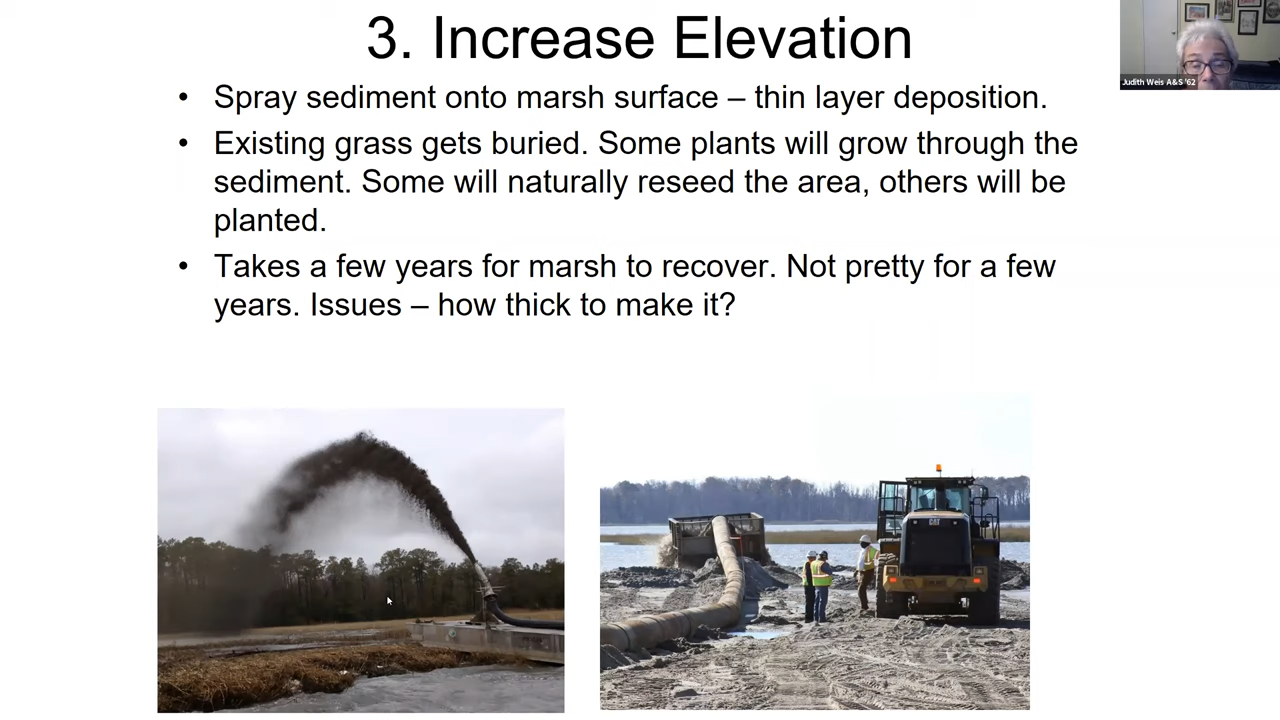 3. Increase Elevation
Judith Weis A&S '62
• Spray sediment onto marsh surface – thin layer deposition.
• Existing grass gets buried. Some plants will grow through the
sediment. Some will naturally reseed the area, others will be
planted.
• Takes a few years for marsh to recover. Not pretty for a few
years. Issues – how thick to make it?